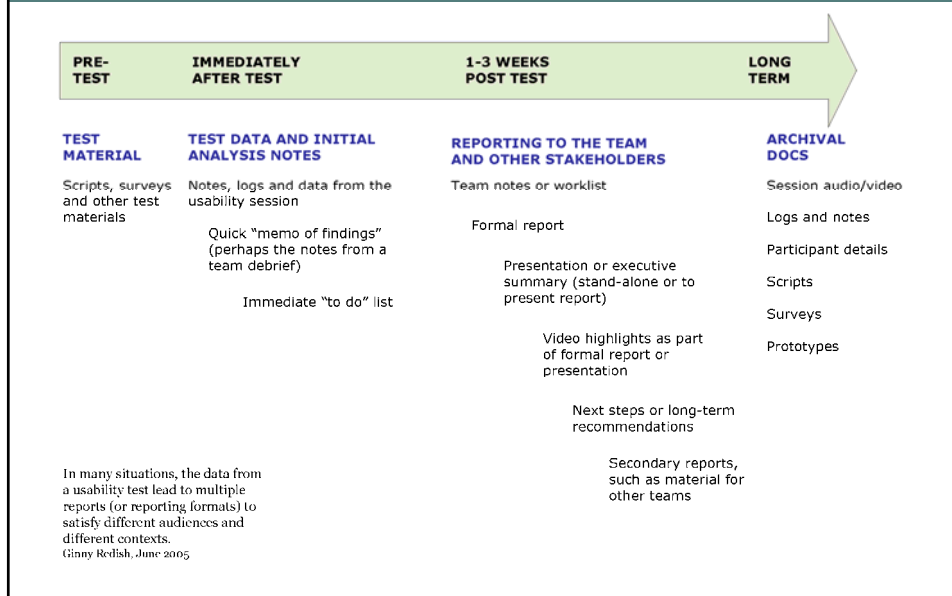 PRE-
TEST
IMMEDIATELY
AFTER TEST
1-3 WEEKS
POST TEST
LONG
TERM
TEST
MATERIAL
Scripts, surveys
and other test
materials
TEST DATA AND INITIAL
ANALYSIS NOTES
Notes, logs and data from the
usability session
Quick “memo of findings”
(perhaps the notes from a
team debrief)
Immediate “to do” list
REPORTING TO THE TEAM
AND OTHER STAKEHOLDERS
Team notes or worklist
Formal report
Presentation or executive
summary (stand-alone or to
present report)
Video highlights as part
of formal report or
presentation
Next steps or long-term
recommendations
Secondary reports,
such as material for
other teams
ARCHIVAL
DOCS
Session audio/video
Logs and notes
Participant details
Scripts
Surveys
Prototypes
In many situations, the data from
a usability test lead to multiple
reports (or reporting formats) to
satisfy different audiences and
different contexts.
Ginny Redish, June 2005